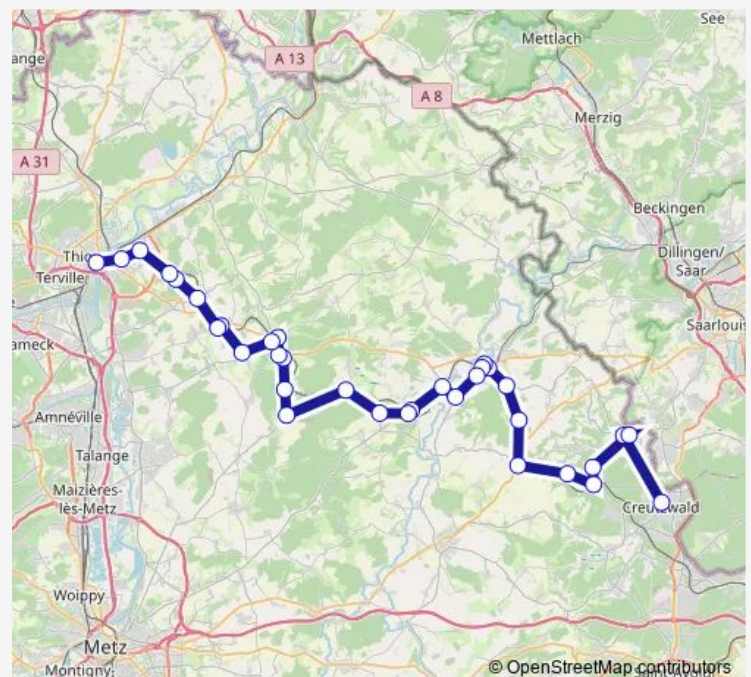 See
Mettlach
A 13
ange
A 8
Merzig
A 31
Beckingen
Thio
Terville
Dillingen/
Saar
Saarlouis
ameck
Amnéville
Talange
Maizières-
lès-Metz
Creutzwald
Woippy
Metz
Montigny-
© OpenStreetMap contributors